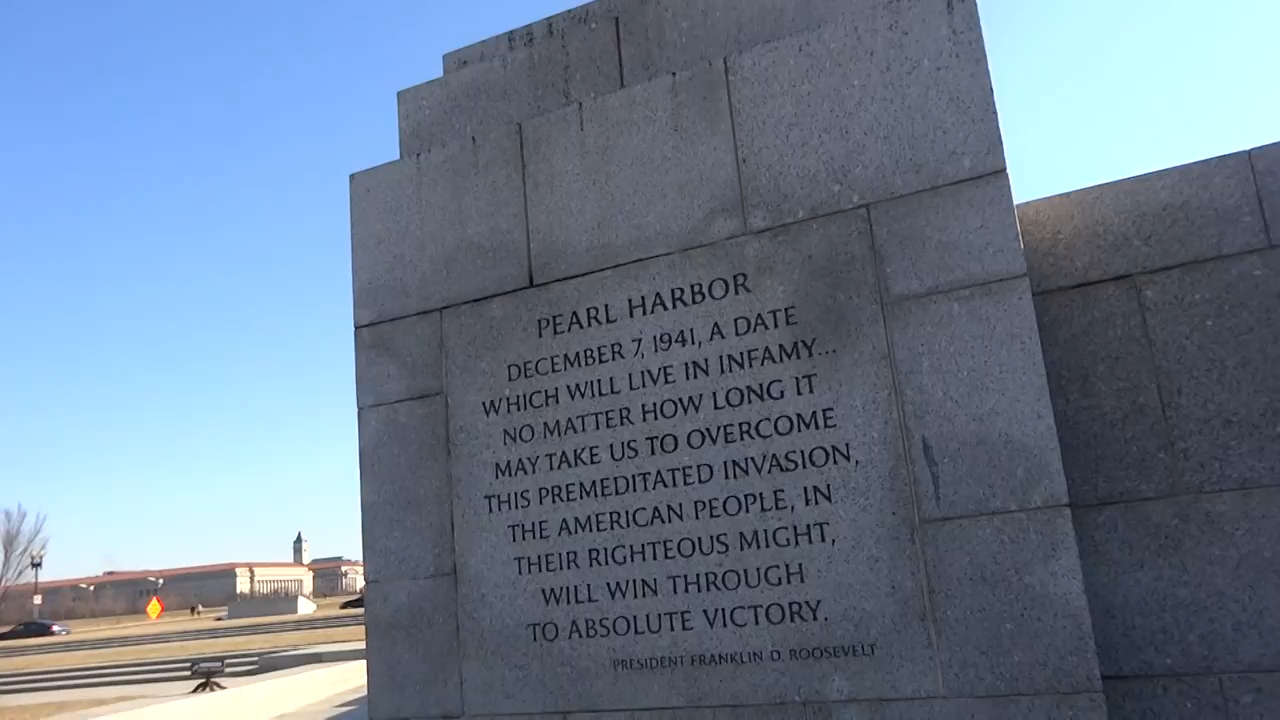 PEARL HARBOR
DECEMBER 7, 1941, A DATE
WHICH WILL LIVE IN INFAMY...
NO MATTER HOW LONG IT
MAY TAKE US TO OVERCOME
THIS PREMEDITATED INVASION,
THE AMERICAN PEOPLE, IN
THEIR RIGHTEOUS MIGHT,
WILL WIN THROUGH
TO ABSOLUTE VICTORY.
PRESIDENT FRANKLIN D. ROOSEVELT